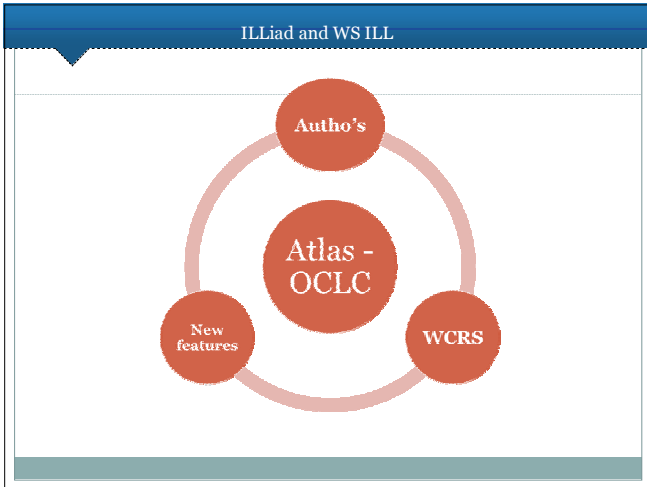 ILLiad and WS ILL
Autho's
Atlas -
OCLC
New
features
WCRS